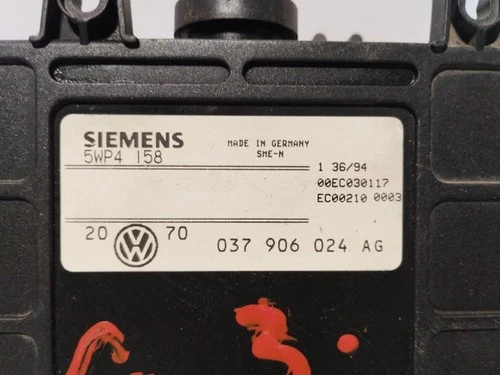 SIEMENS
5WP4 158
MADE IN GERMANY
SME-N
1 36/94
00EC030117
EC00210 0003
20 VW 70
037 906 024 AG